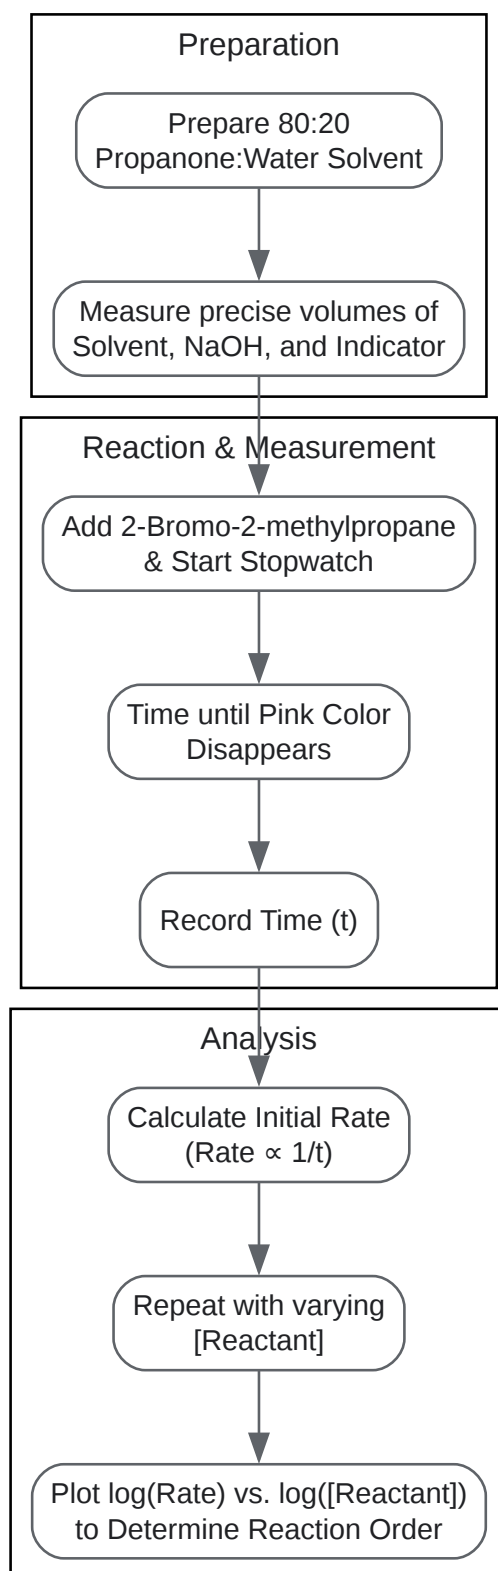 Preparation
Prepare 80:20
Propanone:Water Solvent
Measure precise volumes of
Solvent, NaOH, and Indicator
Reaction & Measurement
Add 2-Bromo-2-methylpropane
& Start Stopwatch
Time until Pink Color
Disappears
Record Time (t)
Analysis
Calculate Initial Rate
(Rate ∝ 1/t)
Repeat with varying
[Reactant]
Plot log(Rate) vs. log([Reactant])
to Determine Reaction Order